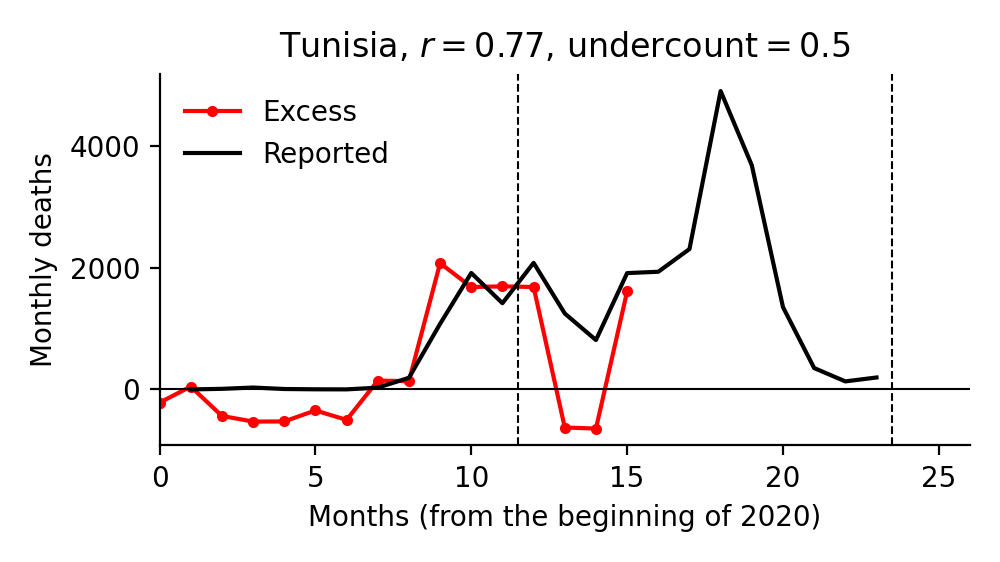 Tunisia, r = 0.77, undercount = 0.5
Excess
Reported
Monthly deaths
4000
2000
0
0 5 10 15 20 25
Months (from the beginning of 2020)